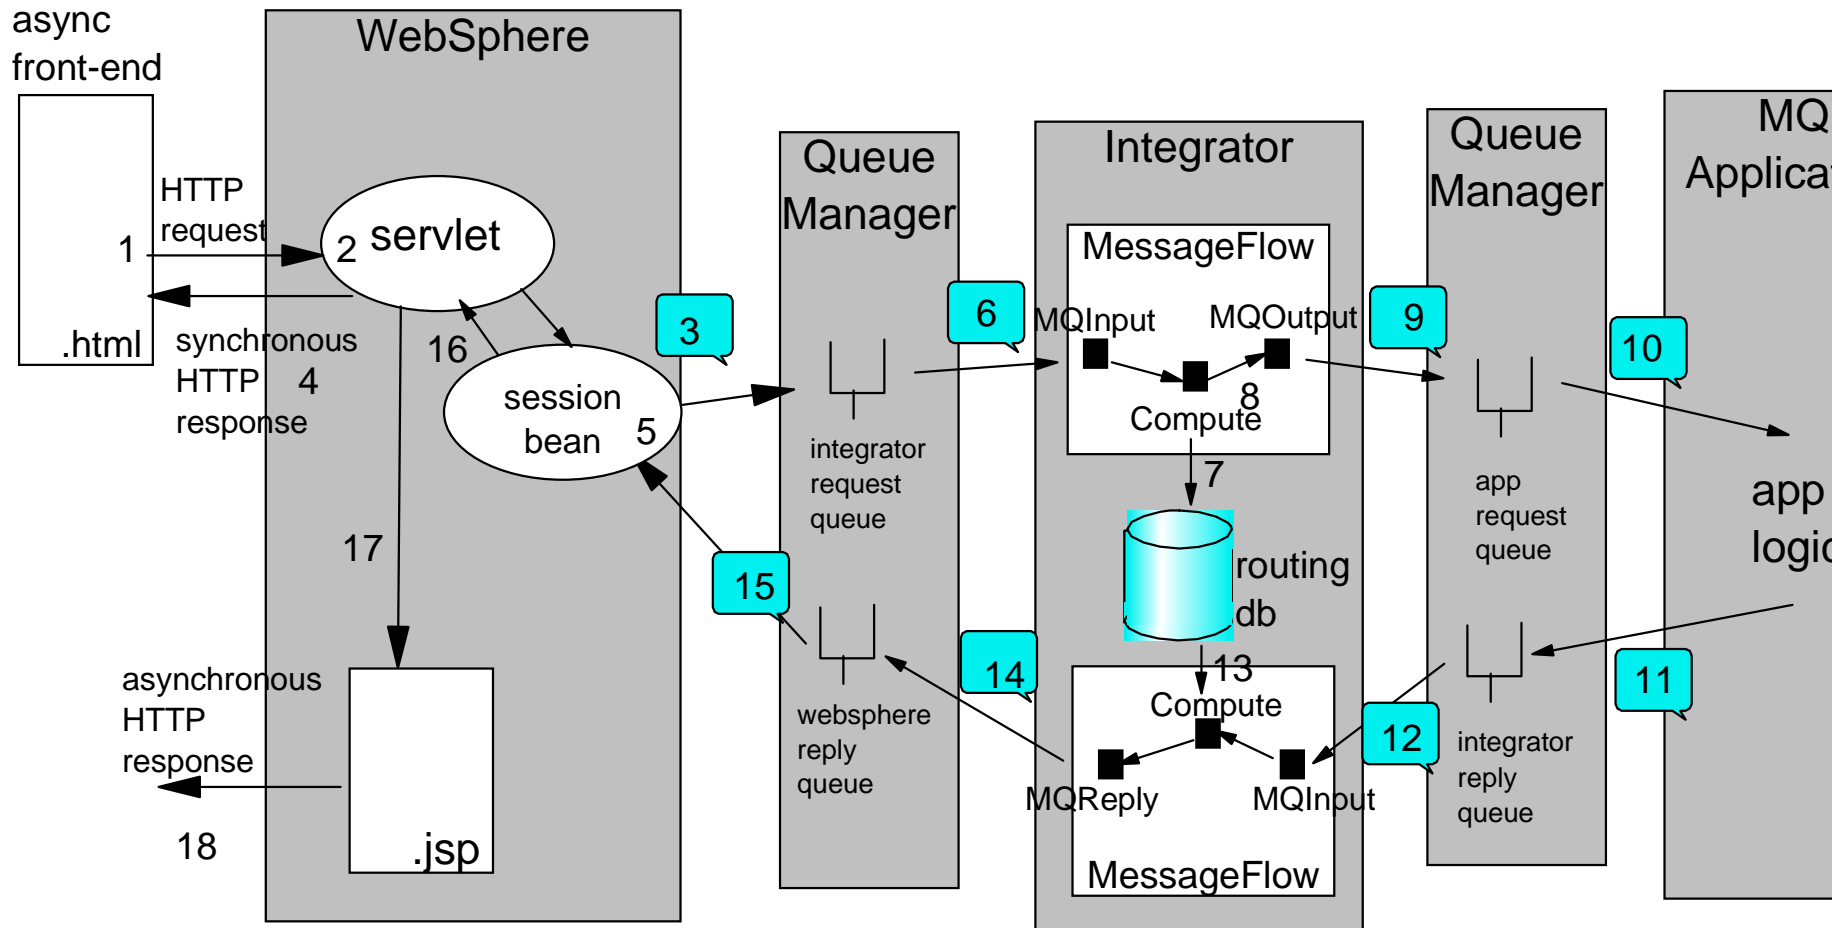 async
front-end
.html
WebSphere
HTTP
request
1
2
servlet
synchronous
HTTP
4
response
16
session
bean
5
17
asynchronous
HTTP
response
18
.jsp
3
Queue
Manager
integrator
request
queue
15
websphere
reply
queue
6
14
Integrator
MessageFlow
MQInput
MQOutput
8
Compute
7
routing
db
13
Compute
MQReply
MQInput
MessageFlow
9
12
Queue
Manager
app
request
queue
integrator
reply
queue
10
11
MQ
app